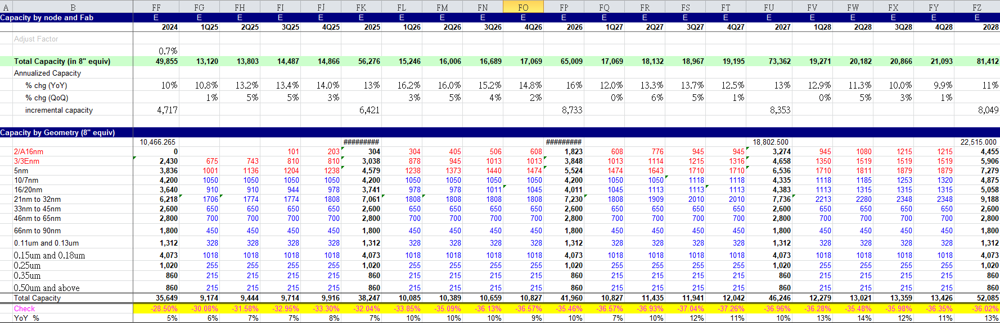 A B FF FG FH FI FJ FK FL FM FN FO FP FQ FR FS FT FU FV FW FX FY FZ
Capacity by node and Fab E E E E E E E E E E E E E E E E E E E E E
2024 1Q25 2Q25 3Q25 4Q25 2025 1Q26 2Q26 3Q26 4Q26 2026 1Q27 2Q27 3Q27 4Q27 2027 1Q28 2Q28 3Q28 4Q28 2028
Adjust Factor
0.7%
Total Capacity (in 8" equiv) 49,855 13,120 13,803 14,487 14,866 56,276 15,246 16,006 16,689 17,069 65,009 17,069 18,132 18,967 19,195 73,362 19,271 20,182 20,866 21,093 81,412
Annualized Capacity
% chg (YoY) 10% 10.8% 13.2% 13.4% 14.0% 13% 16.2% 16.0% 15.2% 14.8% 16% 12.0% 13.3% 13.7% 12.5% 13% 12.9% 11.3% 10.0% 9.9% 11%
% chg (QoQ) 1% 5% 5% 3% 3% 5% 4% 2% 0% 6% 5% 1% 0% 5% 3% 1%
incremental capacity 4,717 6,421 8,733 8,353 8,049
Capacity by Geometry (8" equiv)
10,466.265 ######### ######### 18,802.500 22,515.000
2/A16nm 0 101 203 304 304 405 506 608 1,823 608 776 945 945 3,274 945 1080 1215 1215 4,455
3/3Enm 2,430 675 743 810 810 3,038 878 945 1013 1013 3,848 1013 1114 1215 1316 4,658 1350 1519 1519 1519 5,906
5nm 3,836 1001 1136 1204 1238 4,579 1238 1373 1440 1474 5,524 1474 1643 1710 1710 6,536 1710 1811 1879 1879 7,279
10/7nm 4,200 1050 1050 1050 1050 4,200 1050 1050 1050 1050 4,200 1050 1050 1118 1118 4,335 1118 1185 1253 1320 4,875
16/20nm 3,640 910 910 944 978 3,741 978 978 1011 1045 4,011 1045 1113 1113 1113 4,383 1113 1315 1315 1315 5,058
21nm to 32nm 6,218 1706 1774 1774 1808 7,061 1808 1808 1808 1808 7,230 1808 1909 2010 2010 7,736 2213 2280 2348 2348 9,188
33nm to 45nm 2,600 650 650 650 650 2,600 650 650 650 650 2,600 650 650 650 650 2,600 650 650 650 650 2,600
46nm to 65nm 2,800 700 700 700 700 2,800 700 700 700 700 2,800 700 700 700 700 2,800 700 700 700 700 2,800
66nm to 90nm 1,800 450 450 450 450 1,800 450 450 450 450 1,800 450 450 450 450 1,800 450 450 450 450 1,800
0.11um and 0.13um 1,312 328 328 328 328 1,312 328 328 328 328 1,312 328 328 328 328 1,312 328 328 328 328 1,312
0.15um and 0.18um 4,073 1018 1018 1018 1018 4,073 1018 1018 1018 1018 4,073 1018 1018 1018 1018 4,073 1018 1018 1018 1018 4,073
0.25um 1,020 255 255 255 255 1,020 255 255 255 255 1,020 255 255 255 255 1,020 255 255 255 255 1,020
0.35um 860 215 215 215 215 860 215 215 215 215 860 215 215 215 215 860 215 215 215 215 860
0.50um and above 860 215 215 215 215 860 215 215 215 215 860 215 215 215 215 860 215 215 215 215 860
Total Capacity 35,649 9,174 9,444 9,714 9,916 38,247 10,085 10,389 10,659 10,827 41,960 10,827 11,435 11,941 12,042 46,246 12,279 13,021 13,359 13,426 52,085
Check -28.50% -30.08% -31.58% -32.95% -33.30% -32.04% -33.85% -35.09% -36.13% -36.57% -35.46% -36.57% -36.93% -37.04% -37.26% -36.96% -36.28% -35.48% -35.98% -36.35% -36.02%
YoY % 5% 6% 7% 7% 8% 7% 10% 10% 10% 9% 10% 7% 10% 12% 11% 10% 13% 14% 12% 11% 13%